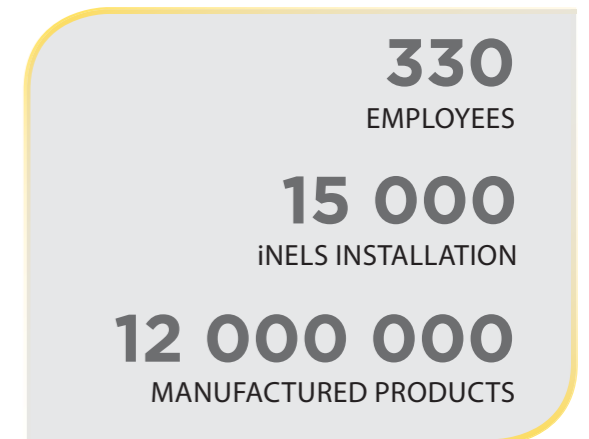 330
EMPLOYEES
15 000
iNELS INSTALLATION
12 000 000
MANUFACTURED PRODUCTS